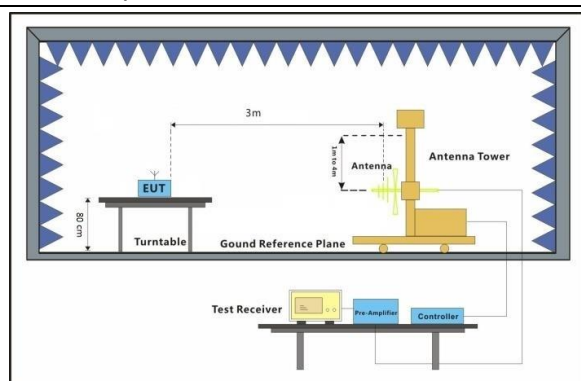 3m
1m to 4m
Antenna
Antenna Tower
EUT
80 cm
Turntable
Gound Reference Plane
Test Receiver
Pre-Amplifier
Controller